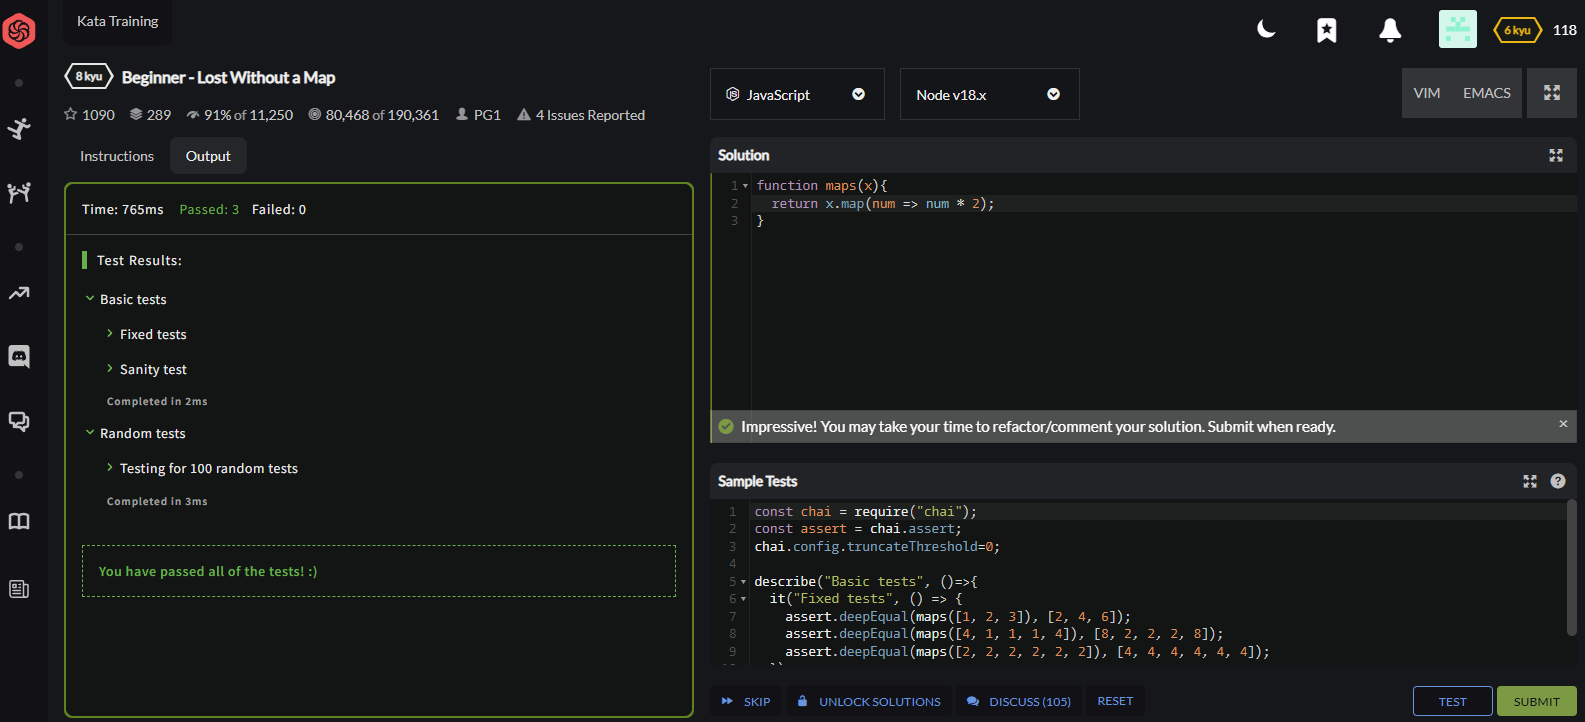 Kata Training
6 kyu 118
8 kyu Beginner - Lost Without a Map
1090 289 91% of 11,250 80,468 of 190,361 PG1 4 Issues Reported
Instructions Output
Time: 765ms Passed: 3 Failed: 0
Test Results:
Basic tests
Fixed tests
Sanity test
Completed in 2ms
Random tests
Testing for 100 random tests
Completed in 3ms
You have passed all of the tests! :)
JavaScript Node v18.x VIM EMACS
Solution
1 function maps(x){
2 return x.map(num => num * 2);
3 }
Impressive! You may take your time to refactor/comment your solution. Submit when ready.
Sample Tests
1 const chai = require("chai");
2 const assert = chai.assert;
3 chai.config.truncateThreshold=0;
4
5 describe("Basic tests", ()=>{
6 it("Fixed tests", () => {
7 assert.deepEqual(maps([1, 2, 3]), [2, 4, 6]);
8 assert.deepEqual(maps([4, 1, 1, 1, 4]), [8, 2, 2, 2, 8]);
9 assert.deepEqual(maps([2, 2, 2, 2, 2, 2]), [4, 4, 4, 4, 4, 4]);
SKIP UNLOCK SOLUTIONS DISCUSS (105) RESET TEST SUBMIT